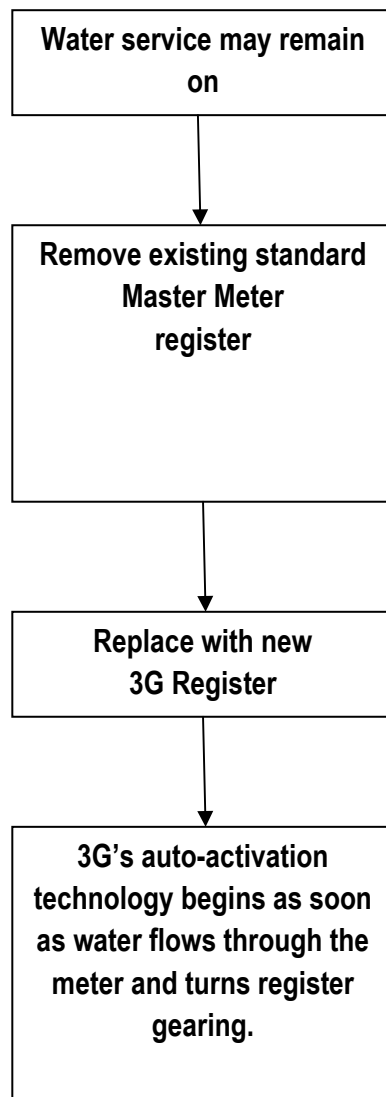 Water service may remain
on
Remove existing standard
Master Meter
register
Replace with new
3G Register
3G’s auto-activation
technology begins as soon
as water flows through the
meter and turns register
gearing.